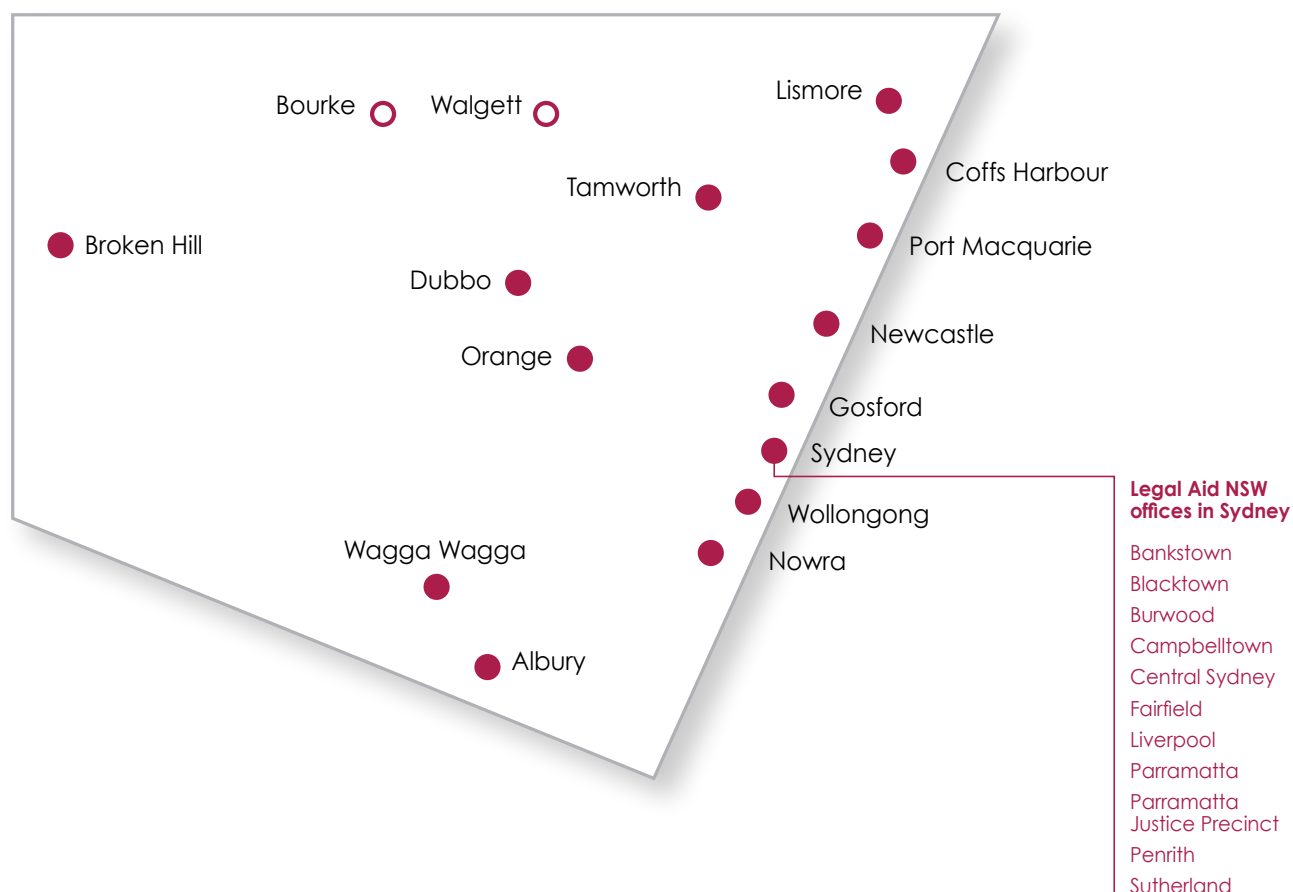 Lismore
Bourke
Walgett
Coffs Harbour
Tamworth
Broken Hill
Port Macquarie
Dubbo
Newcastle
Orange
Gosford
Sydney
Wollongong
Wagga Wagga
Nowra
Albury
Legal Aid NSW
offices in Sydney
Bankstown
Blacktown
Burwood
Campbelltown
Central Sydney
Fairfield
Liverpool
Parramatta
Parramatta
Justice Precinct
Penrith
Sutherland